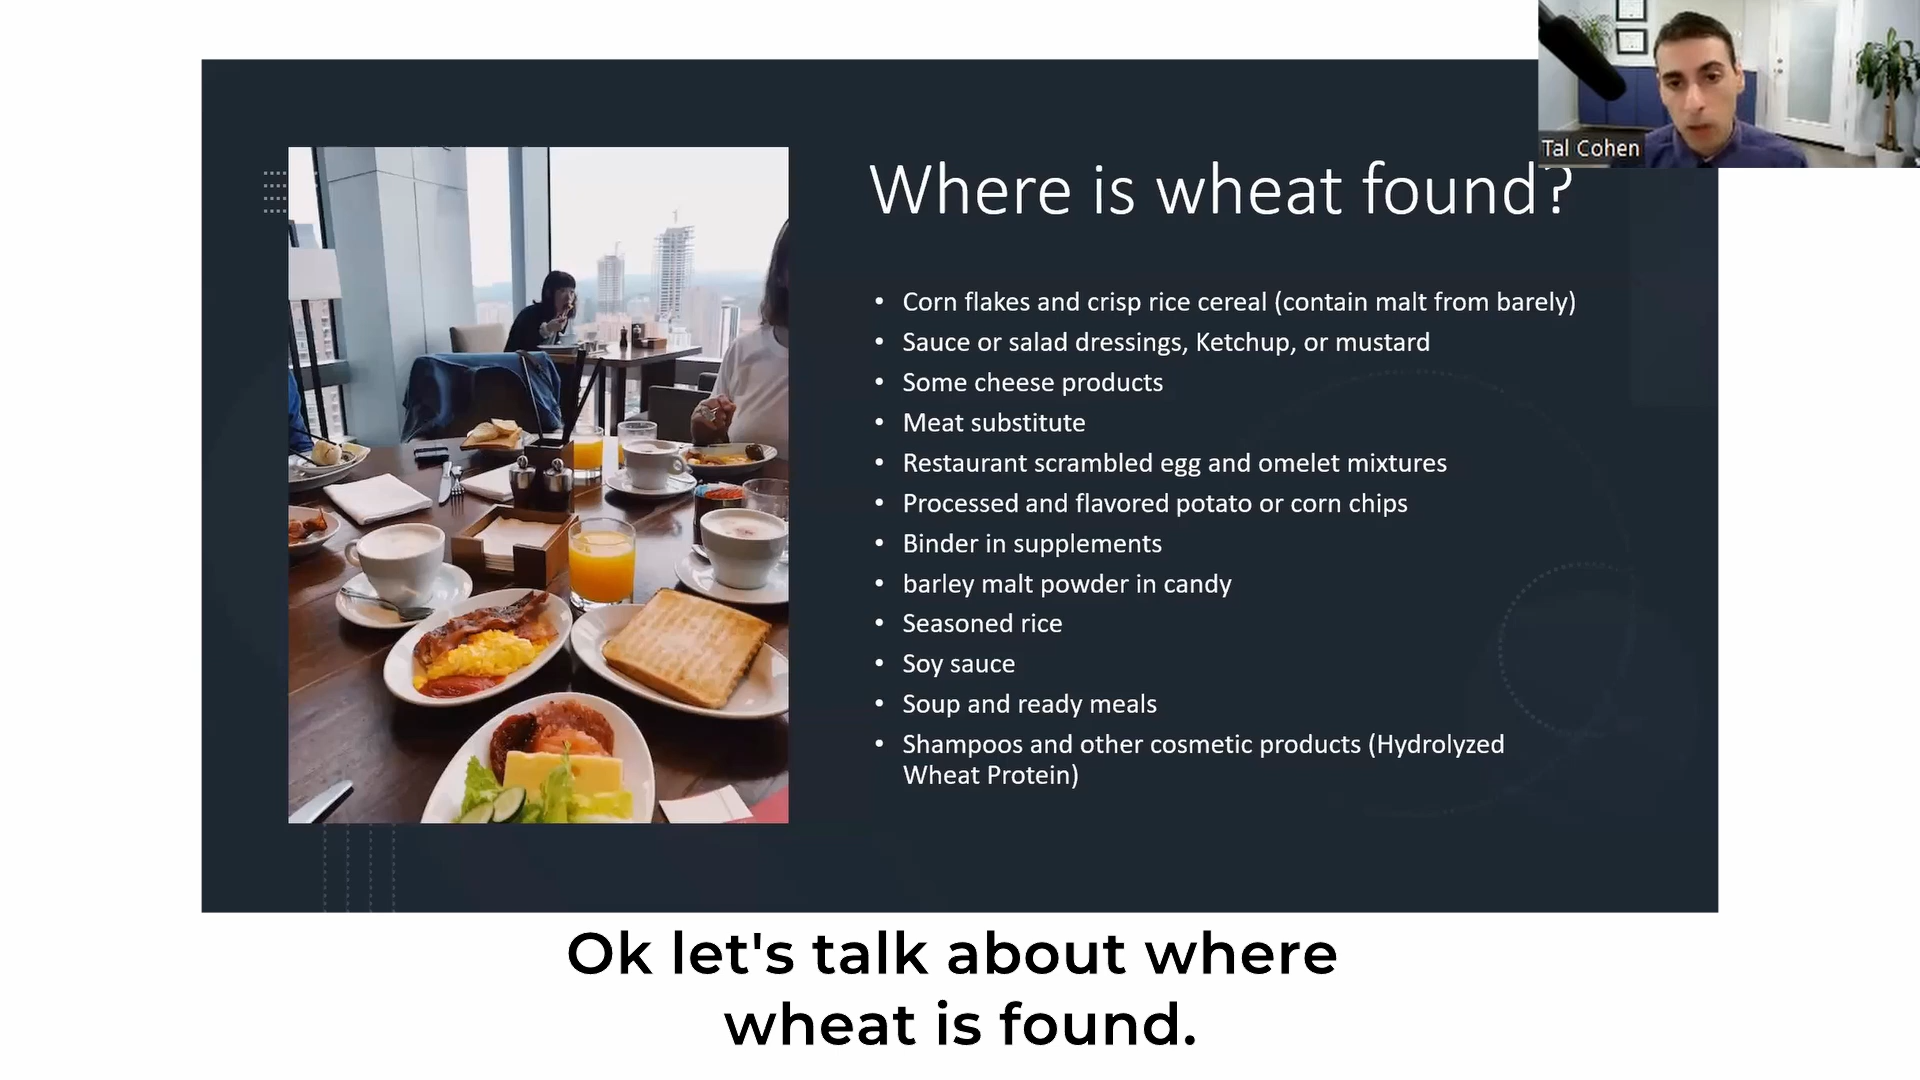 Tal Cohen
Where is wheat found?
• Corn flakes and crisp rice cereal (contain malt from barely)
• Sauce or salad dressings, Ketchup, or mustard
• Some cheese products
• Meat substitute
• Restaurant scrambled egg and omelet mixtures
• Processed and flavored potato or corn chips
• Binder in supplements
• barley malt powder in candy
• Seasoned rice
• Soy sauce
• Soup and ready meals
• Shampoos and other cosmetic products (Hydrolyzed
Wheat Protein)
Ok let's talk about where
wheat is found.